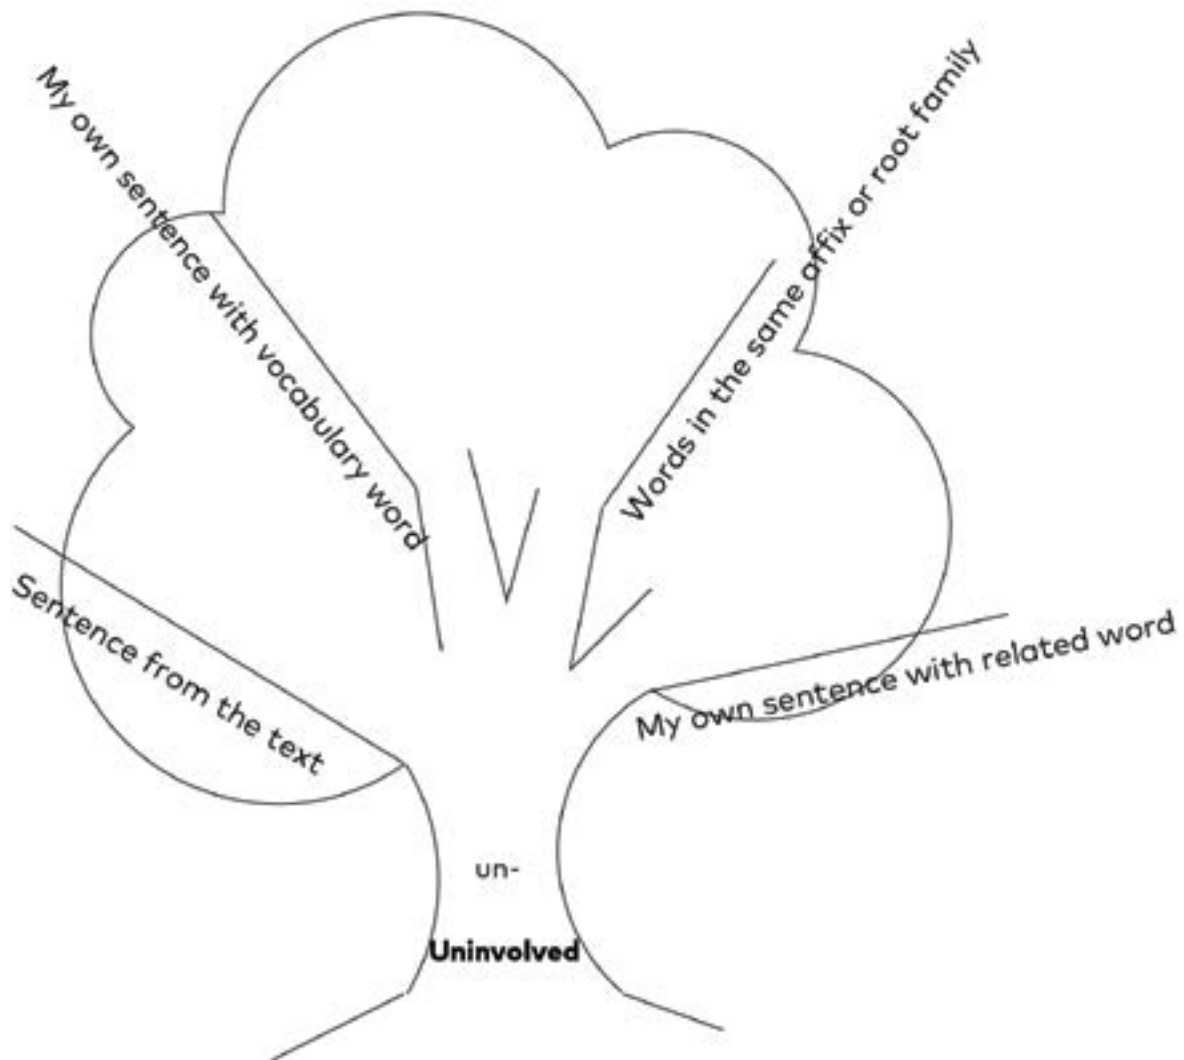 My own sentence with vocabulary word
Words in the same affix or root family
Sentence from the text
My own sentence with related word
un-
Uninvolved